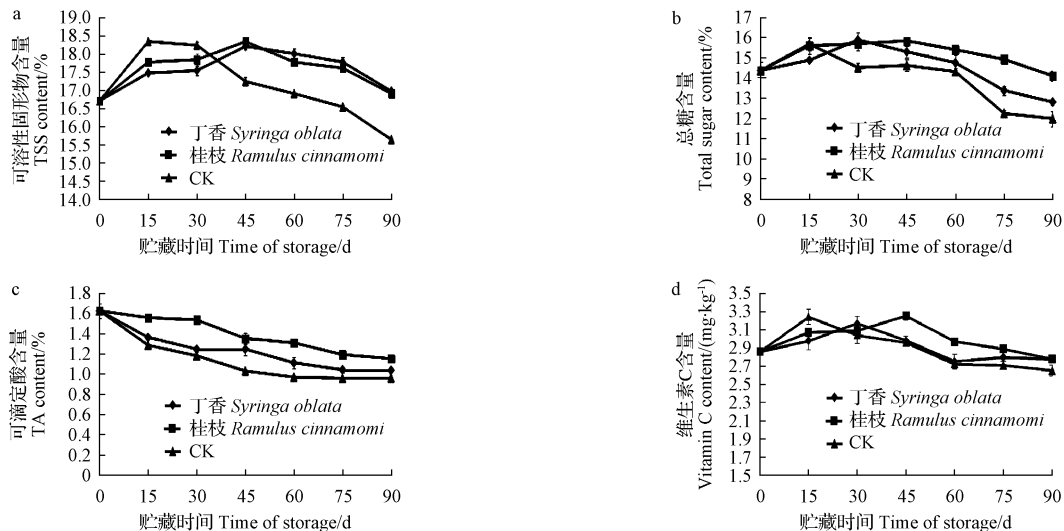 a
可溶性固形物含量
TSS content/%
19.0
18.5
18.0
17.5
17.0
16.5
16.0
15.5
15.0
14.5
14.0
丁香 Syringa oblata
桂枝 Ramulus cinnamomi
CK
0 15 30 45 60 75 90
贮藏时间 Time of storage/d
b
总糖含量
Total sugar content/%
17
16
15
14
13
12
11
10
9
8
丁香 Syringa oblata
桂枝 Ramulus cinnamomi
CK
0 15 30 45 60 75 90
贮藏时间 Time of storage/d
c
可滴定酸含量
TA content/%
1.8
1.6
1.4
1.2
1.0
0.8
0.6
0.4
0.2
0
丁香 Syringa oblata
桂枝 Ramulus cinnamomi
CK
0 15 30 45 60 75 90
贮藏时间 Time of storage/d
d
维生素C含量
Vitamin C content/(mg·kg⁻¹)
3.5
3.3
3.1
2.9
2.7
2.5
2.3
2.1
1.9
1.7
1.5
丁香 Syringa oblata
桂枝 Ramulus cinnamomi
CK
0 15 30 45 60 75 90
贮藏时间 Time of storage/d